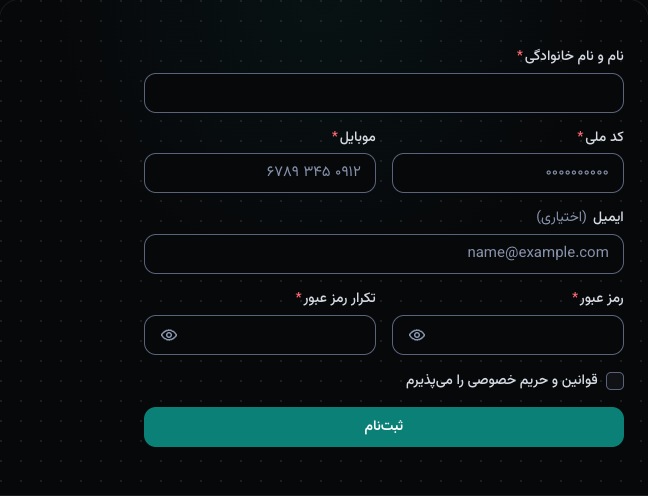 نام و نام خانوادگی *
کد ملی *
موبایل *
۰۰۰۰۰۰۰۰۰۰
۰۹۱۲ ۳۴۵ ۶۷۸۹
ایمیل (اختیاری)
name@example.com
رمز عبور *
تکرار رمز عبور *
قوانین و حریم خصوصی را می‌پذیرم
ثبت‌نام